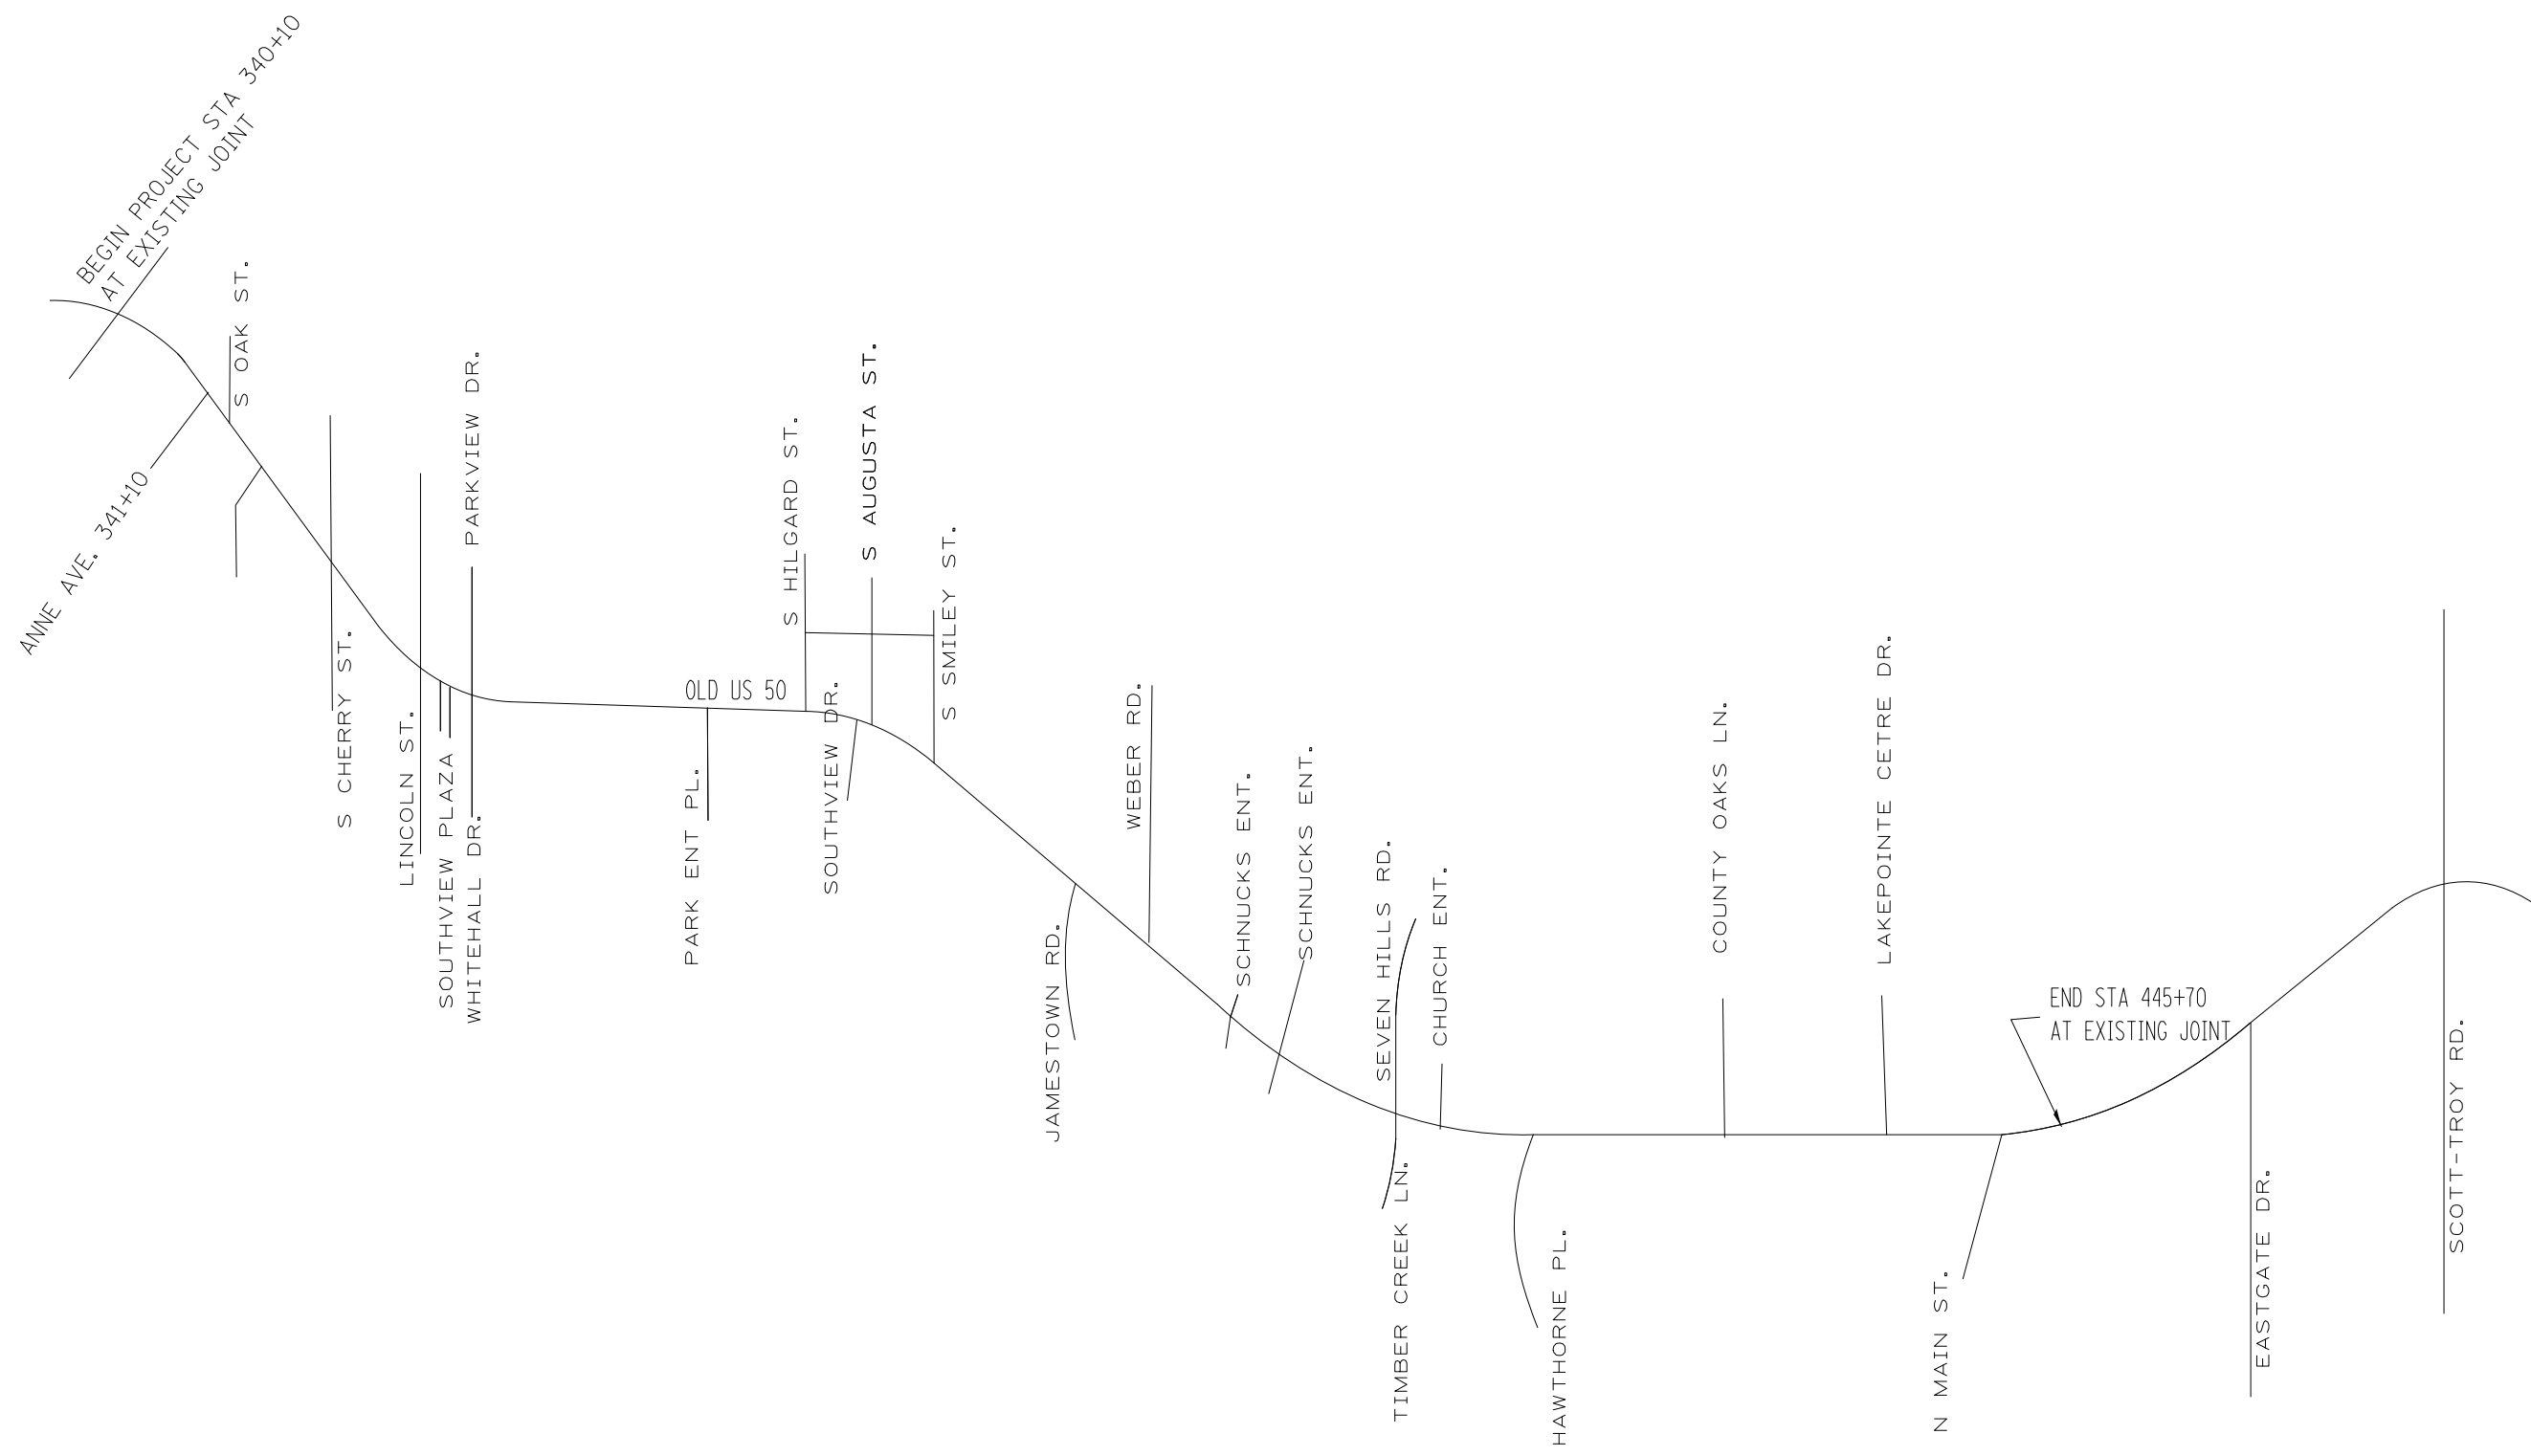 BEGIN PROJECT STA 340+10
AT EXISTING JOINT
S OAK ST.
ANNE AVE. 341+10
S CHERRY ST.
LINCOLN ST.
SOUTHVIEW PLAZA
PARKVIEW DR.
WHITEHALL DR.
OLD US 50
PARK ENT PL.
S HILGARD ST.
SOUTHVIEW DR.
S AUGUSTA ST.
S SMILEY ST.
JAMESTOWN RD.
WEBER RD.
SCHNUCKS ENT.
SCHNUCKS ENT.
SEVEN HILLS RD.
TIMBER CREEK LN.
CHURCH ENT.
HAWTHORNE PL.
COUNTY OAKS LN.
LAKEPOINTE CETRE DR.
N MAIN ST.
END STA 445+70
AT EXISTING JOINT
EASTGATE DR.
SCOTT-TROY RD.